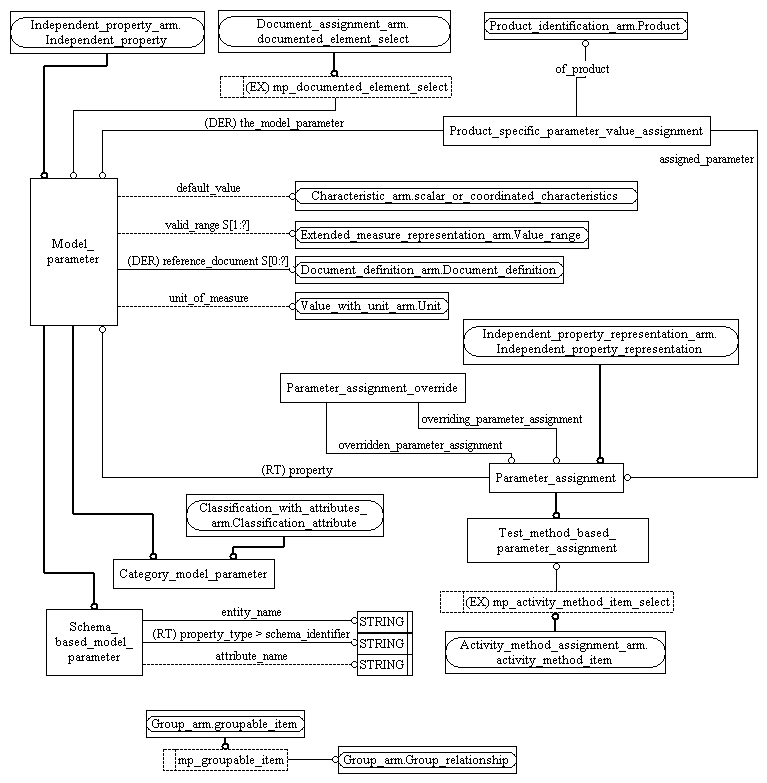 Independent_property_arm.
Independent_property
Document_assignment_arm.
documented_element_select
Product_identification_arm.Product
of_product
(EX) mp_documented_element_select
(DER) the_model_parameter
Product_specific_parameter_value_assignment
assigned_parameter
default_value
Characteristic_arm.scalar_or_coordinated_characteristics
valid_range S[1:?]
Extended_measure_representation_arm.Value_range
Model_
parameter
(DER) reference_document S[0:?]
Document_definition_arm.Document_definition
unit_of_measure
Value_with_unit_arm.Unit
Independent_property_representation_arm.
Independent_property_representation
Parameter_assignment_override
overriding_parameter_assignment
overridden_parameter_assignment
(RT) property
Parameter_assignment
Classification_with_attributes_
arm.Classification_attribute
Test_method_based_
parameter_assignment
Category_model_parameter
(EX) mp_activity_method_item_select
entity_name
STRING
Schema_
based_model_
parameter
(RT) property_type > schema_identifier
STRING
attribute_name
STRING
Activity_method_assignment_arm.
activity_method_item
Group_arm.groupable_item
mp_groupable_item
Group_arm.Group_relationship